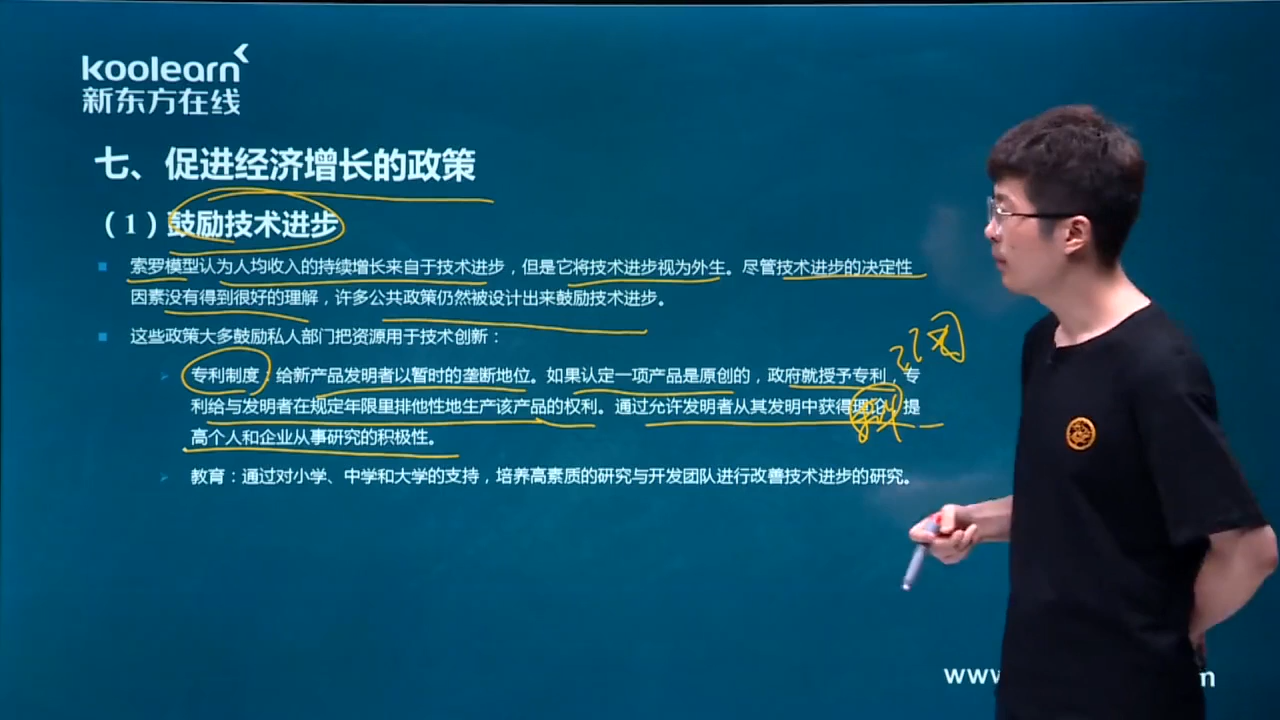 koolearn
新东方在线
七、促进经济增长的政策
（1）鼓励技术进步
索罗模型认为人均收入的持续增长来自于技术进步，但是它将技术进步视为外生。尽管技术进步的决定性
因素没有得到很好的理解，许多公共政策仍然被设计出来鼓励技术进步。
这些政策大多鼓励私人部门把资源用于技术创新：
专利制度：给新产品发明者以暂时的垄断地位。如果认定一项产品是原创的，政府就授予专利，专
利给与发明者在规定年限里排他性地生产该产品的权利。通过允许发明者从其发明中获得理论，提
高个人和企业从事研究的积极性。
教育：通过对小学、中学和大学的支持，培养高素质的研究与开发团队进行改善技术进步的研究。